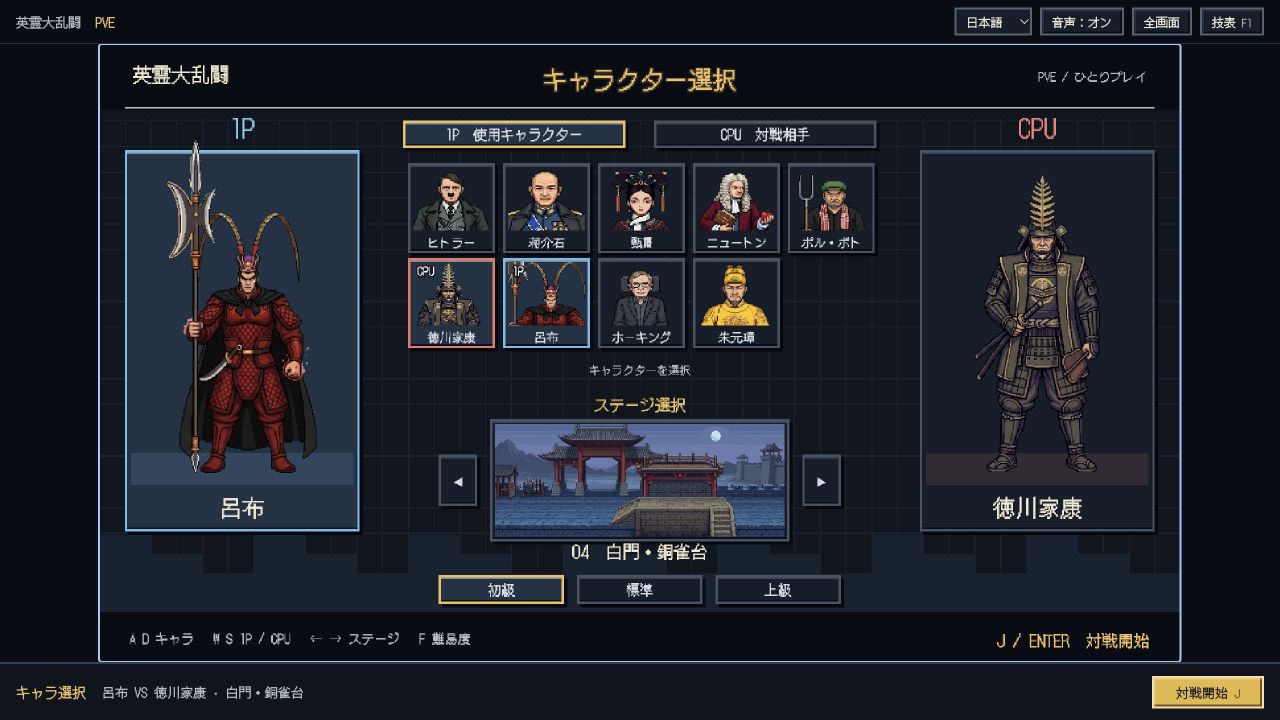 英霊大乱闘 PVE
日本語 音声：オン 全画面 技表 F1
英霊大乱闘
キャラクター選択
PVE / ひとりプレイ
1P
1P 使用キャラクター
CPU 対戦相手
CPU
ヒトラー
蒋介石
甄嬛
ニュートン
ポル・ポト
CPU
徳川家康
1P
呂布
ホーキング
朱元璋
キャラクターを選択
ステージ選択
◀
▶
呂布
徳川家康
04 白門・銅雀台
初級 標準 上級
A D キャラ W S 1P / CPU ← → ステージ F 難易度
J / ENTER 対戦開始
キャラ選択 呂布 VS 徳川家康 · 白門・銅雀台
対戦開始 J